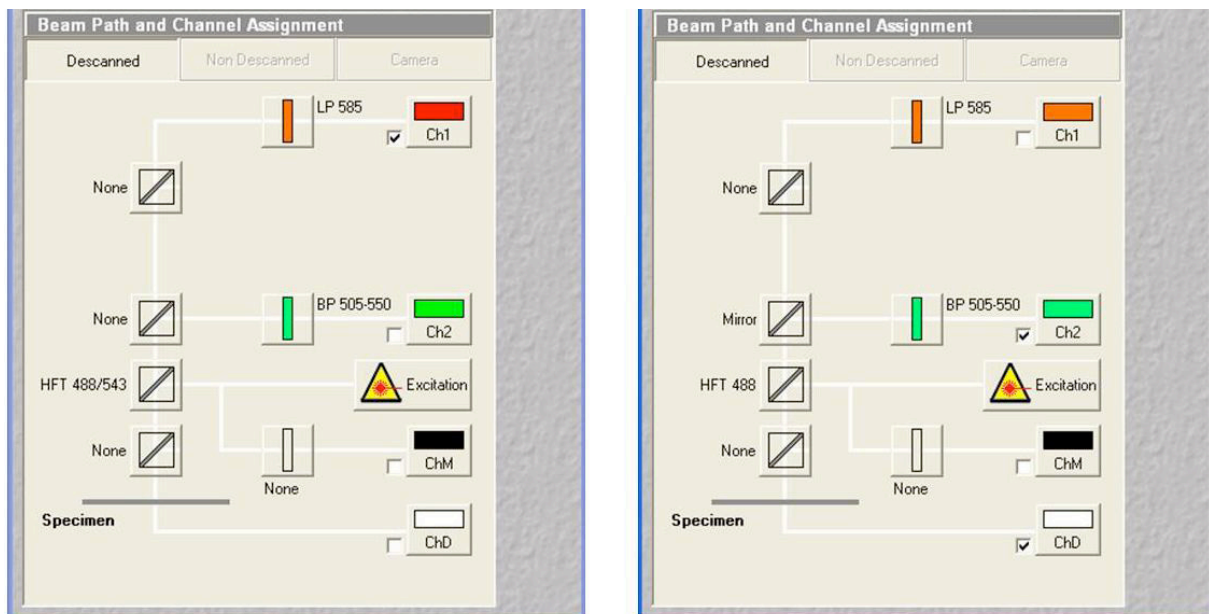 Beam Path and Channel Assignment
Descanned Non Descanned Camera
LP 585
Ch1
None
BP 505-550
None
Ch2
HFT 488/543
Excitation
None
ChM
None
Specimen
ChD
Beam Path and Channel Assignment
Descanned Non Descanned Camera
LP 585
Ch1
None
BP 505-550
Mirror
Ch2
HFT 488
Excitation
None
ChM
None
Specimen
ChD